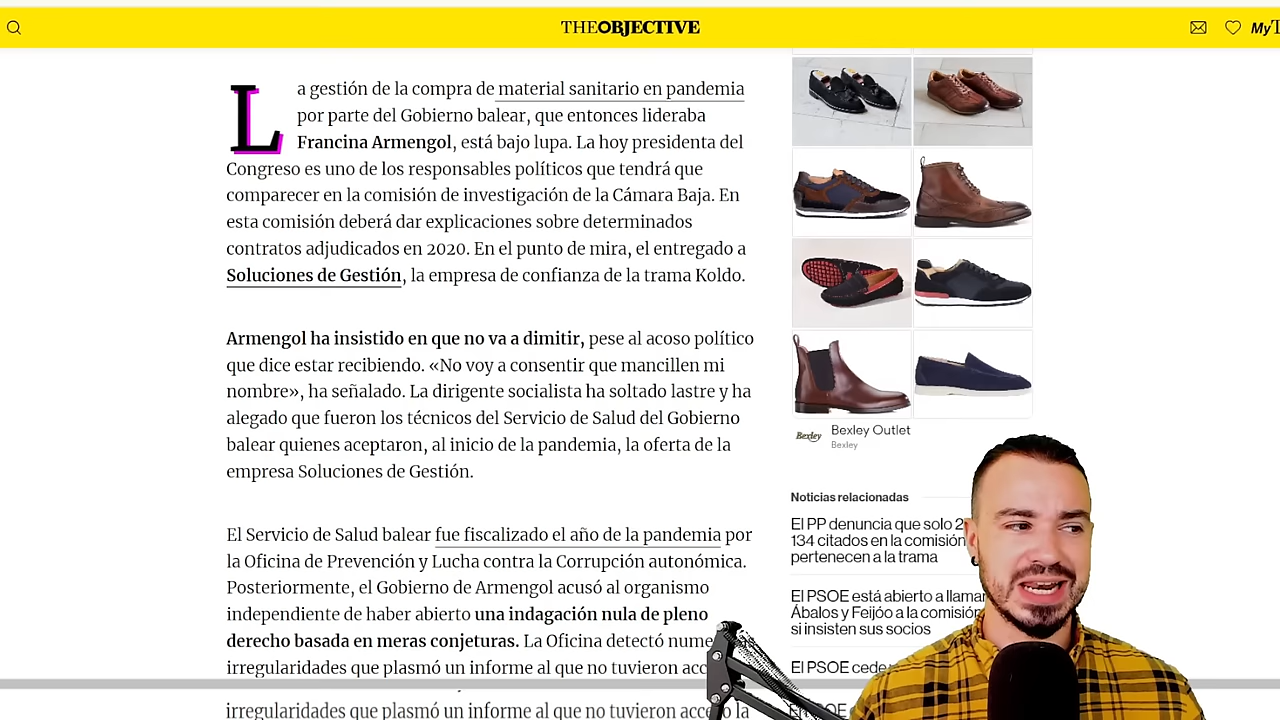 THEOBJECTIVE
My
La gestión de la compra de material sanitario en pandemia
por parte del Gobierno balear, que entonces lideraba
Francina Armengol, está bajo lupa. La hoy presidenta del
Congreso es uno de los responsables políticos que tendrá que
comparecer en la comisión de investigación de la Cámara Baja. En
esta comisión deberá dar explicaciones sobre determinados
contratos adjudicados en 2020. En el punto de mira, el entregado a
Soluciones de Gestión, la empresa de confianza de la trama Koldo.
Armengol ha insistido en que no va a dimitir, pese al acoso político
que dice estar recibiendo. «No voy a consentir que mancillen mi
nombre», ha señalado. La dirigente socialista ha soltado lastre y ha
alegado que fueron los técnicos del Servicio de Salud del Gobierno
balear quienes aceptaron, al inicio de la pandemia, la oferta de la
empresa Soluciones de Gestión.
El Servicio de Salud balear fue fiscalizado el año de la pandemia por
la Oficina de Prevención y Lucha contra la Corrupción autonómica.
Posteriormente, el Gobierno de Armengol acusó al organismo
independiente de haber abierto una indagación nula de pleno
derecho basada en meras conjeturas. La Oficina detectó
irregularidades que plasmó un informe al que no tuvieron
irregularidades que plasmó un informe al que no tuvieron la
Bexley
Bexley Outlet
Bexley
Noticias relacionadas
El PP denuncia que solo 2
134 citados en la comisión
pertenecen a la trama
El PSOE está abierto a llamar
Ábalos y Feijóo a la comisión
si insisten sus socios
El PSOE cede